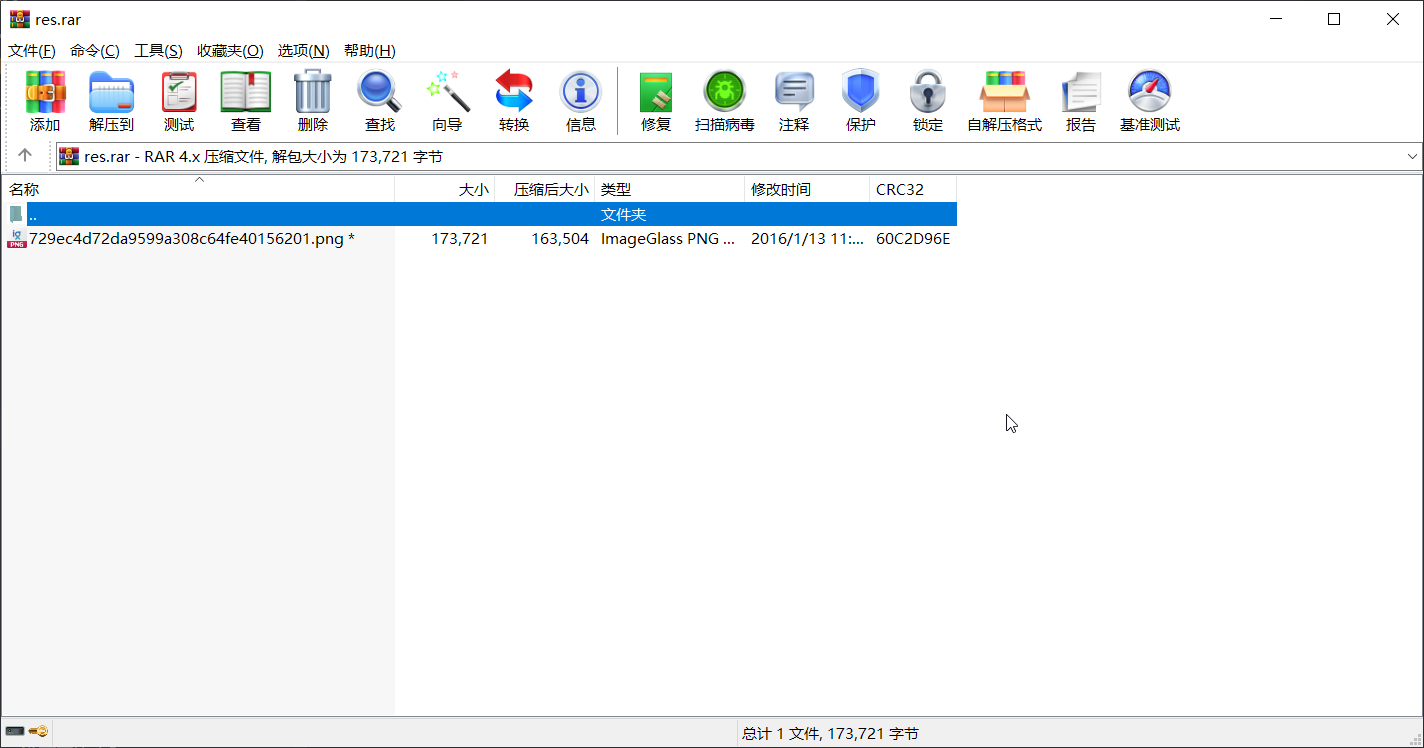 res.rar
文件(F) 命令(C) 工具(S) 收藏夹(O) 选项(N) 帮助(H)
添加 解压到 测试 查看 删除 查找 向导 转换 信息 修复 扫描病毒 注释 保护 锁定 自解压格式 报告 基准测试
res.rar - RAR 4.x 压缩文件, 解包大小为 173,721 字节
名称 大小 压缩后大小 类型 修改时间 CRC32
.. 文件夹
729ec4d72da9599a308c64fe40156201.png * 173,721 163,504 ImageGlass PNG ... 2016/1/13 11:... 60C2D96E
总计 1 文件, 173,721 字节